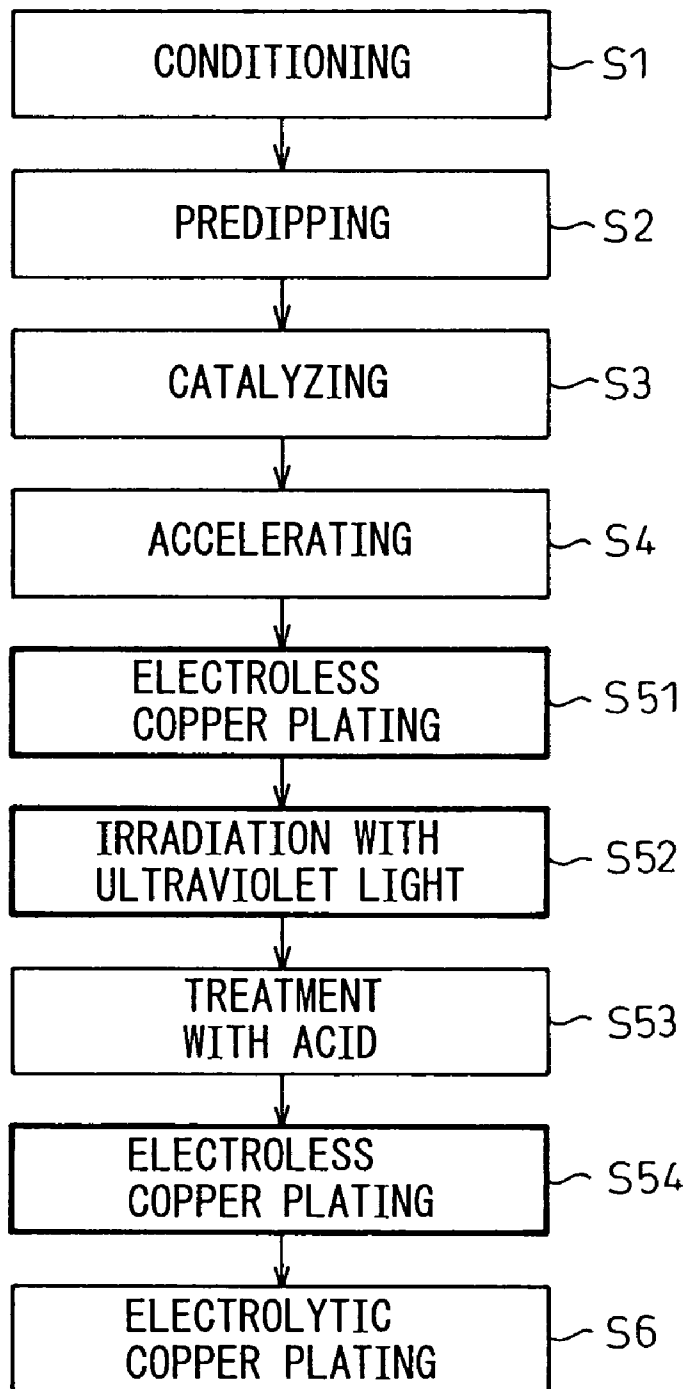 CONDITIONING S1
PREDIPPING S2
CATALYZING S3
ACCELERATING S4
ELECTROLESS
COPPER PLATING S51
IRRADIATION WITH
ULTRAVIOLET LIGHT S52
TREATMENT
WITH ACID S53
ELECTROLESS
COPPER PLATING S54
ELECTROLYTIC
COPPER PLATING S6